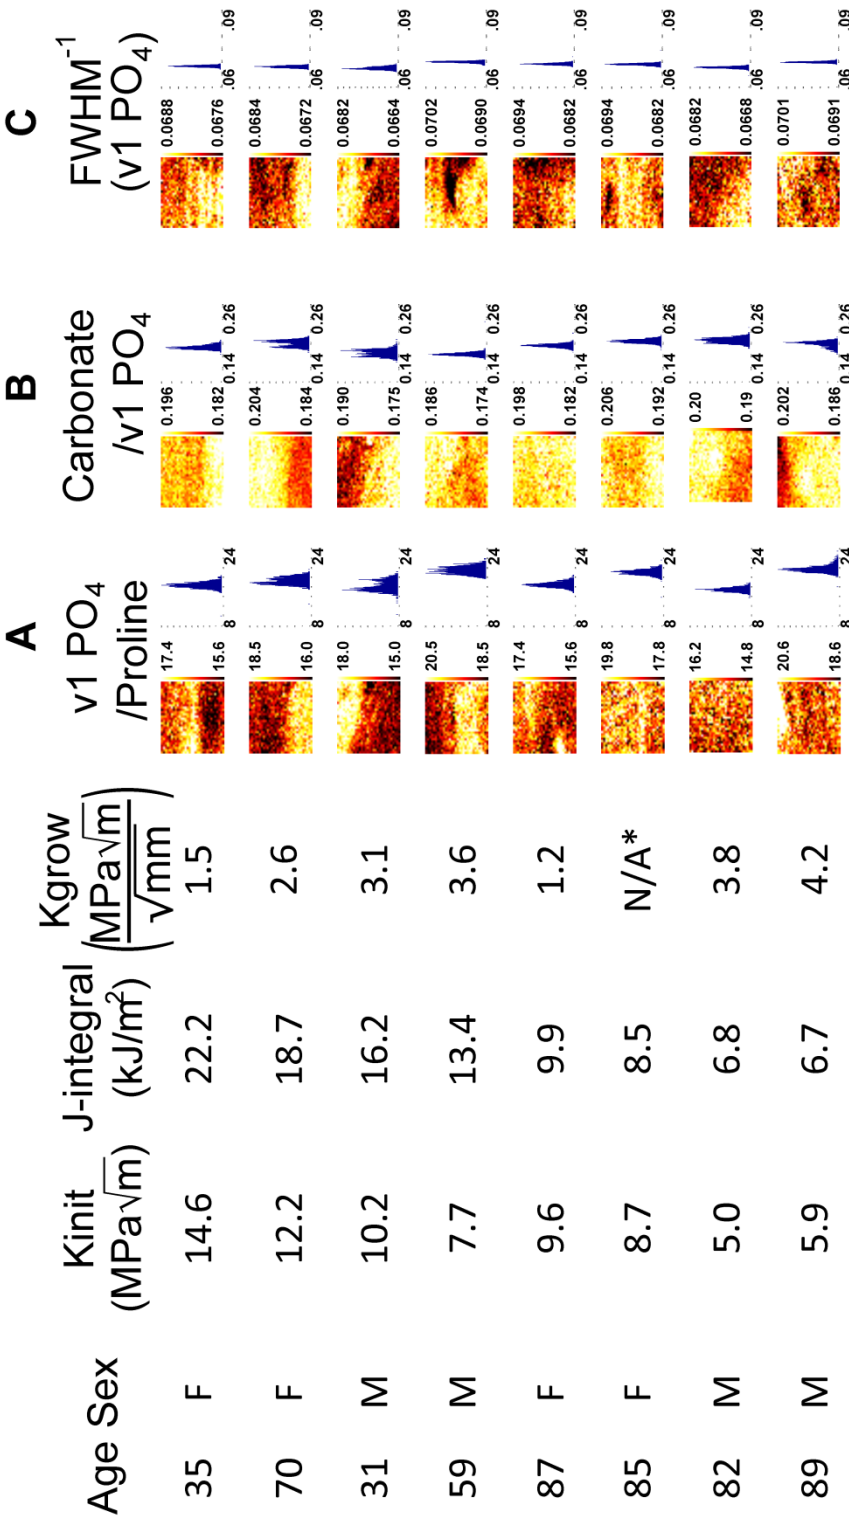 A B C
Kinit J-integral Kgrow v1 PO₄ Carbonate FWHM⁻¹
Age Sex (MPa√m) (kJ/m²) (MPa√m/√mm) /Proline /v1 PO₄ (v1 PO₄)
17.4 0.196 0.0688
35 F 14.6 22.2 1.5
15.6 0.182 0.0676
8 24 0.14 0.26 .06 .09
18.5 0.204 0.0684
70 F 12.2 18.7 2.6
16.0 0.184 0.0672
8 24 0.14 0.26 .06 .09
18.0 0.190 0.0682
31 M 10.2 16.2 3.1
15.0 0.175 0.0664
8 24 0.14 0.26 .06 .09
20.5 0.186 0.0702
59 M 7.7 13.4 3.6
18.5 0.174 0.0690
8 24 0.14 0.26 .06 .09
17.4 0.198 0.0694
87 F 9.6 9.9 1.2
15.6 0.182 0.0682
8 24 0.14 0.26 .06 .09
19.8 0.206 0.0694
85 F 8.7 8.5 N/A*
17.8 0.192 0.0682
8 24 0.14 0.26 .06 .09
16.2 0.20 0.0682
82 M 5.0 6.8 3.8
14.8 0.19 0.0668
8 24 0.14 0.26 .06 .09
20.6 0.202 0.0701
89 M 5.9 6.7 4.2
18.6 0.186 0.0691
8 24 0.14 0.26 .06 .09